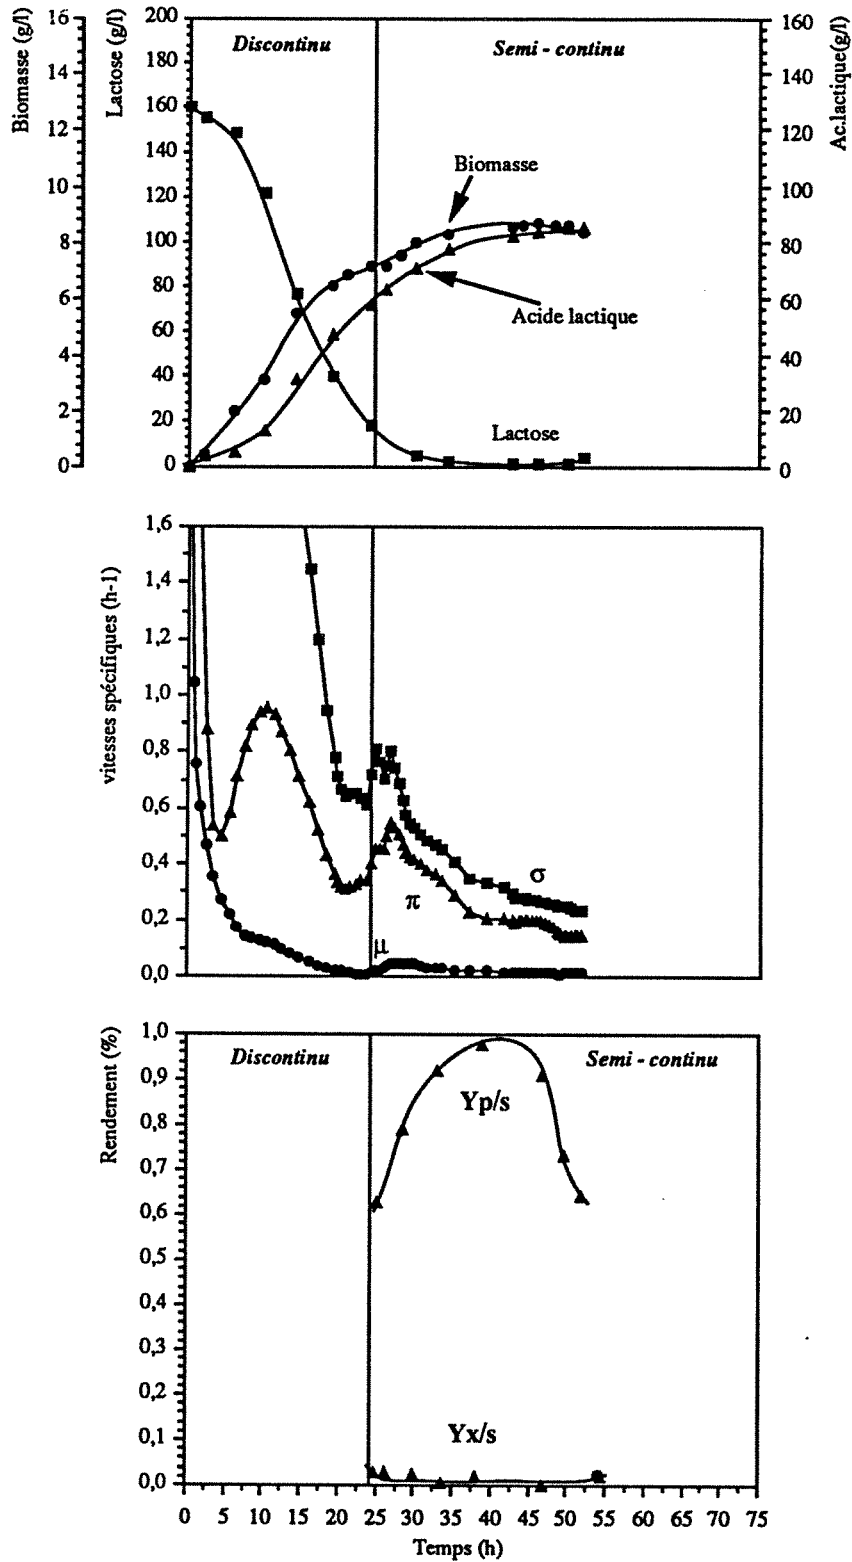 Biomasse (g/l)
16
14
12
10
8
6
4
2
0
Lactose (g/l)
200
180
160
140
120
100
80
60
40
20
0
Discontinu
Semi - continu
Biomasse
Acide lactique
Lactose
160
140
120
100
80
60
40
20
0
Ac.lactique(g/l)
vitesses spécifiques (h-1)
1,6
1,4
1,2
1,0
0,8
0,6
0,4
0,2
0,0
σ
π
μ
Rendement (%)
1,0
0,9
0,8
0,7
0,6
0,5
0,4
0,3
0,2
0,1
0,0
Discontinu
Semi - continu
Yp/s
Yx/s
0 5 10 15 20 25 30 35 40 45 50 55 60 65 70 75
Temps (h)